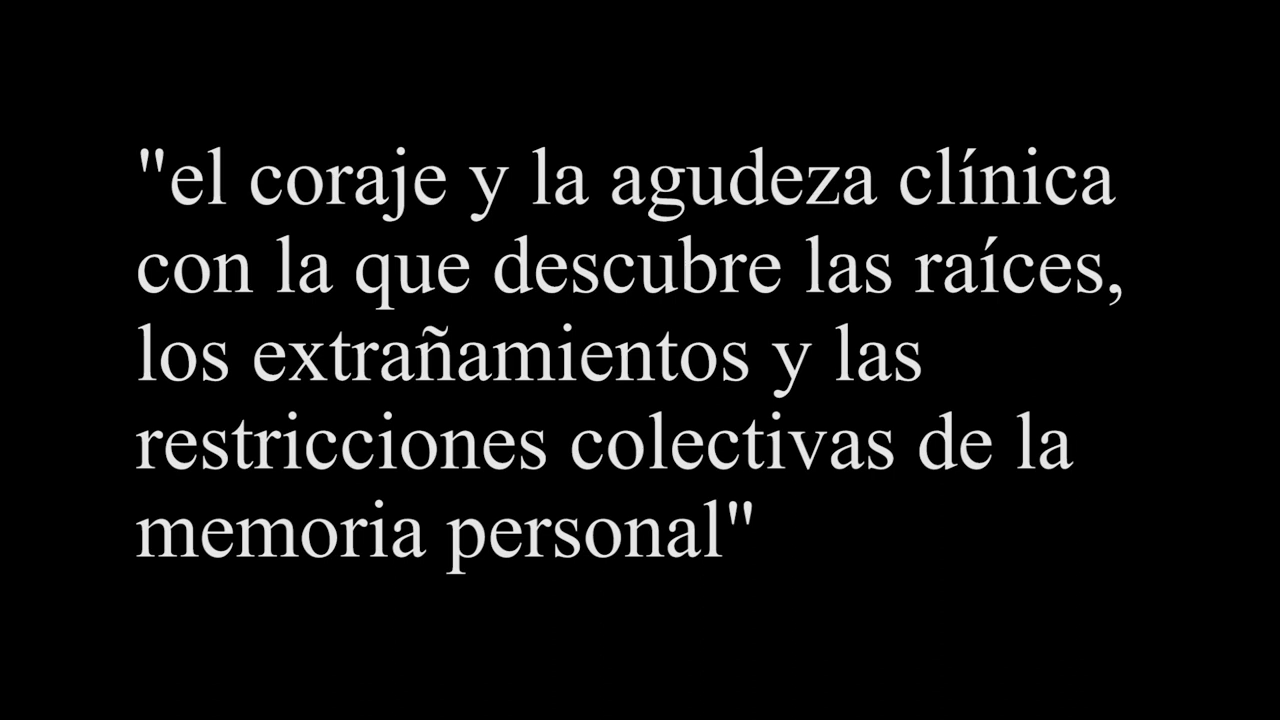 "el coraje y la agudeza clínica
con la que descubre las raíces,
los extrañamientos y las
restricciones colectivas de la
memoria personal"